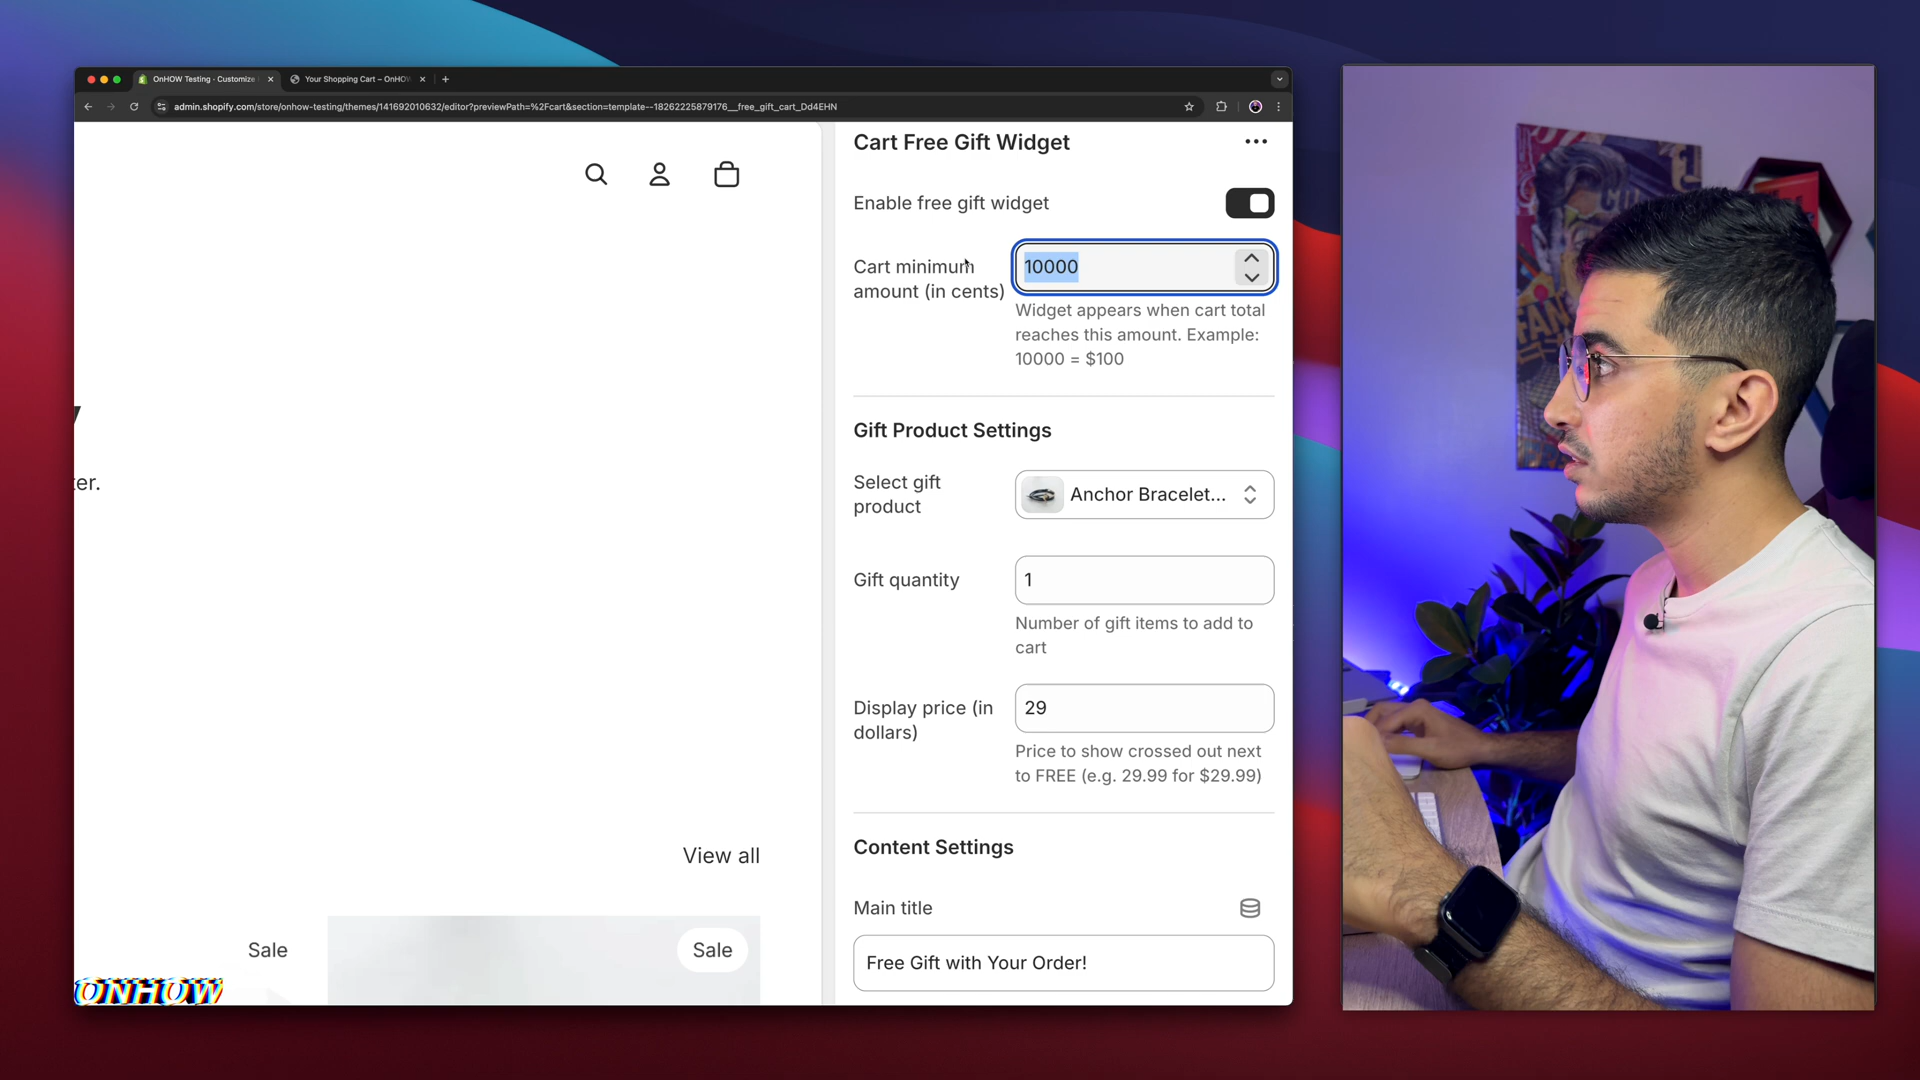 OnHOW Testing - Customize
Your Shopping Cart – OnHOW
admin.shopify.com/store/onhow-testing/themes/141692010632/editor?previewPath=%2Fcart&section=template--18262225879176__free_gift_cart_Dd4EHN
Cart Free Gift Widget
Enable free gift widget
Cart minimum
amount (in cents)
10000
Widget appears when cart total
reaches this amount. Example:
10000 = $100
Gift Product Settings
Select gift
product
Anchor Bracelet...
Gift quantity
1
Number of gift items to add to
cart
Display price (in
dollars)
29
Price to show crossed out next
to FREE (e.g. 29.99 for $29.99)
Content Settings
Main title
Free Gift with Your Order!
ter.
View all
Sale
Sale
ONHOW